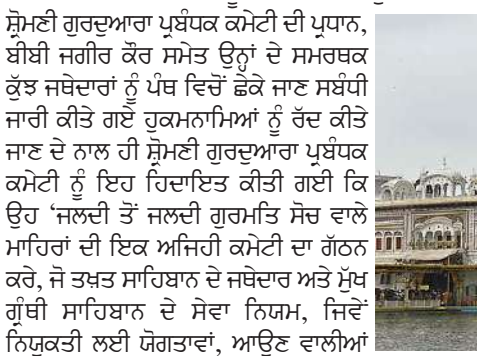 ਸ਼੍ਰੋਮਣੀ ਗੁਰਦੁਆਰਾ ਪ੍ਰਬੰਧਕ ਕਮੇਟੀ ਦੀ ਪ੍ਰਧਾਨ,
ਬੀਬੀ ਜਗੀਰ ਕੌਰ ਸਮੇਤ ਉਨ੍ਹਾਂ ਦੇ ਸਮਰਥਕ
ਕੁੱਝ ਜਥੇਦਾਰਾਂ ਨੂੰ ਪੰਥ ਵਿਚੋਂ ਛੇਕੇ ਜਾਣ ਸਬੰਧੀ
ਜਾਰੀ ਕੀਤੇ ਗਏ ਹੁਕਮਨਾਮਿਆਂ ਨੂੰ ਰੱਦ ਕੀਤੇ
ਜਾਣ ਦੇ ਨਾਲ ਹੀ ਸ਼੍ਰੋਮਣੀ ਗੁਰਦੁਆਰਾ ਪ੍ਰਬੰਧਕ
ਕਮੇਟੀ ਨੂੰ ਇਹ ਹਿਦਾਇਤ ਕੀਤੀ ਗਈ ਕਿ
ਉਹ ‘ਜਲਦੀ ਤੋਂ ਜਲਦੀ ਗੁਰਮਤਿ ਸੋਚ ਵਾਲੇ
ਮਾਹਿਰਾਂ ਦੀ ਇਕ ਅਜਿਹੀ ਕਮੇਟੀ ਦਾ ਗੱਠਨ
ਕਰੇ, ਜੋ ਤਖ਼ਤ ਸਾਹਿਬਾਨ ਦੇ ਜਥੇਦਾਰ ਅਤੇ ਮੁੱਖ
ਗ੍ਰੰਥੀ ਸਾਹਿਬਾਨ ਦੇ ਸੇਵਾ ਨਿਯਮ, ਜਿਵੇਂ
ਨਿਯੁਕਤੀ ਲਈ ਯੋਗਤਾਵਾਂ, ਆਉਣ ਵਾਲੀਆਂ